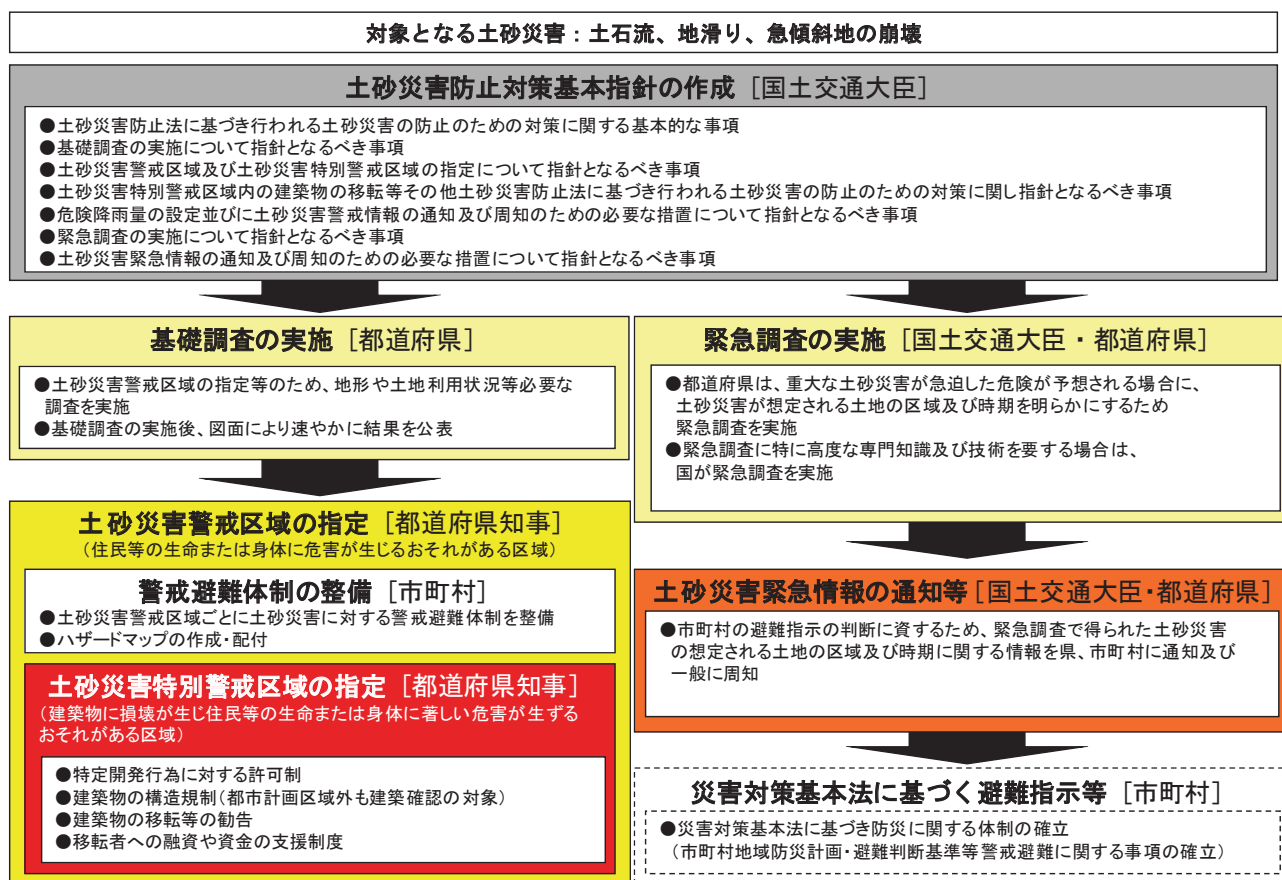 対象となる土砂災害：土石流、地滑り、急傾斜地の崩壊
土砂災害防止対策基本指針の作成［国土交通大臣］
●土砂災害防止法に基づき行われる土砂災害の防止のための対策に関する基本的な事項
●基礎調査の実施について指針となるべき事項
●土砂災害警戒区域及び土砂災害特別警戒区域の指定について指針となるべき事項
●土砂災害特別警戒区域内の建築物の移転等その他土砂災害防止法に基づき行われる土砂災害の防止のための対策に関し指針となるべき事項
●危険降雨量の設定並びに土砂災害警戒情報の通知及び周知のための必要な措置について指針となるべき事項
●緊急調査の実施について指針となるべき事項
●土砂災害緊急情報の通知及び周知のための必要な措置について指針となるべき事項
基礎調査の実施［都道府県］
●土砂災害警戒区域の指定等のため、地形や土地利用状況等必要な
調査を実施
●基礎調査の実施後、図面により速やかに結果を公表
土砂災害警戒区域の指定［都道府県知事］
（住民等の生命または身体に危害が生じるおそれがある区域）
警戒避難体制の整備［市町村］
●土砂災害警戒区域ごとに土砂災害に対する警戒避難体制を整備
●ハザードマップの作成・配付
土砂災害特別警戒区域の指定［都道府県知事］
（建築物に損壊が生じ住民等の生命または身体に著しい危害が生ずる
おそれがある区域）
●特定開発行為に対する許可制
●建築物の構造規制（都市計画区域外も建築確認の対象）
●建築物の移転等の勧告
●移転者への融資や資金の支援制度
緊急調査の実施［国土交通大臣・都道府県］
●都道府県は、重大な土砂災害が急迫した危険が予想される場合に、
土砂災害が想定される土地の区域及び時期を明らかにするため
緊急調査を実施
●緊急調査に特に高度な専門知識及び技術を要する場合は、
国が緊急調査を実施
土砂災害緊急情報の通知等［国土交通大臣・都道府県］
●市町村の避難指示の判断に資するため、緊急調査で得られた土砂災害
の想定される土地の区域及び時期に関する情報を県、市町村に通知及び
一般に周知
災害対策基本法に基づく避難指示等［市町村］
●災害対策基本法に基づき防災に関する体制の確立
（市町村地域防災計画・避難判断基準等警戒避難に関する事項の確立）